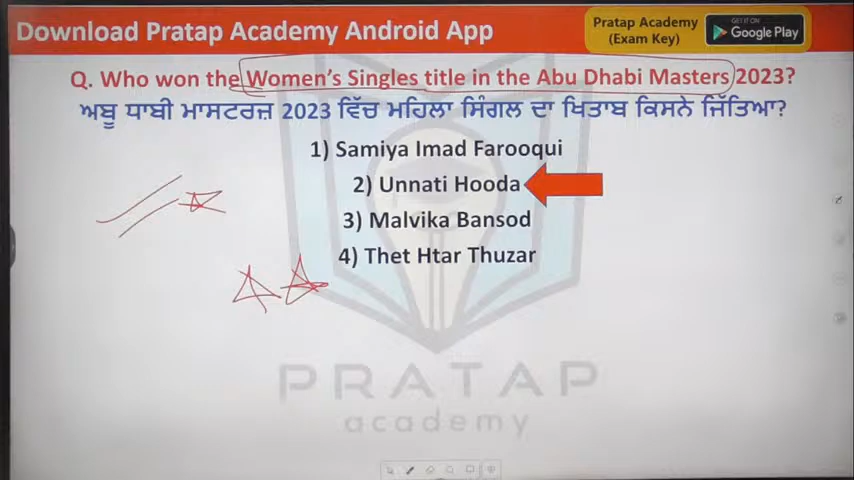 Download Pratap Academy Android App
Pratap Academy
(Exam Key)
GET IT ON
Google Play
Q. Who won the Women's Singles title in the Abu Dhabi Masters 2023?
ਅਬੂ ਧਾਬੀ ਮਾਸਟਰਜ਼ 2023 ਵਿੱਚ ਮਹਿਲਾ ਸਿੰਗਲ ਦਾ ਖਿਤਾਬ ਕਿਸਨੇ ਜਿੱਤਿਆ?
1) Samiya Imad Farooqui
2) Unnati Hooda
3) Malvika Bansod
4) Thet Htar Thuzar
PRATAP
academy